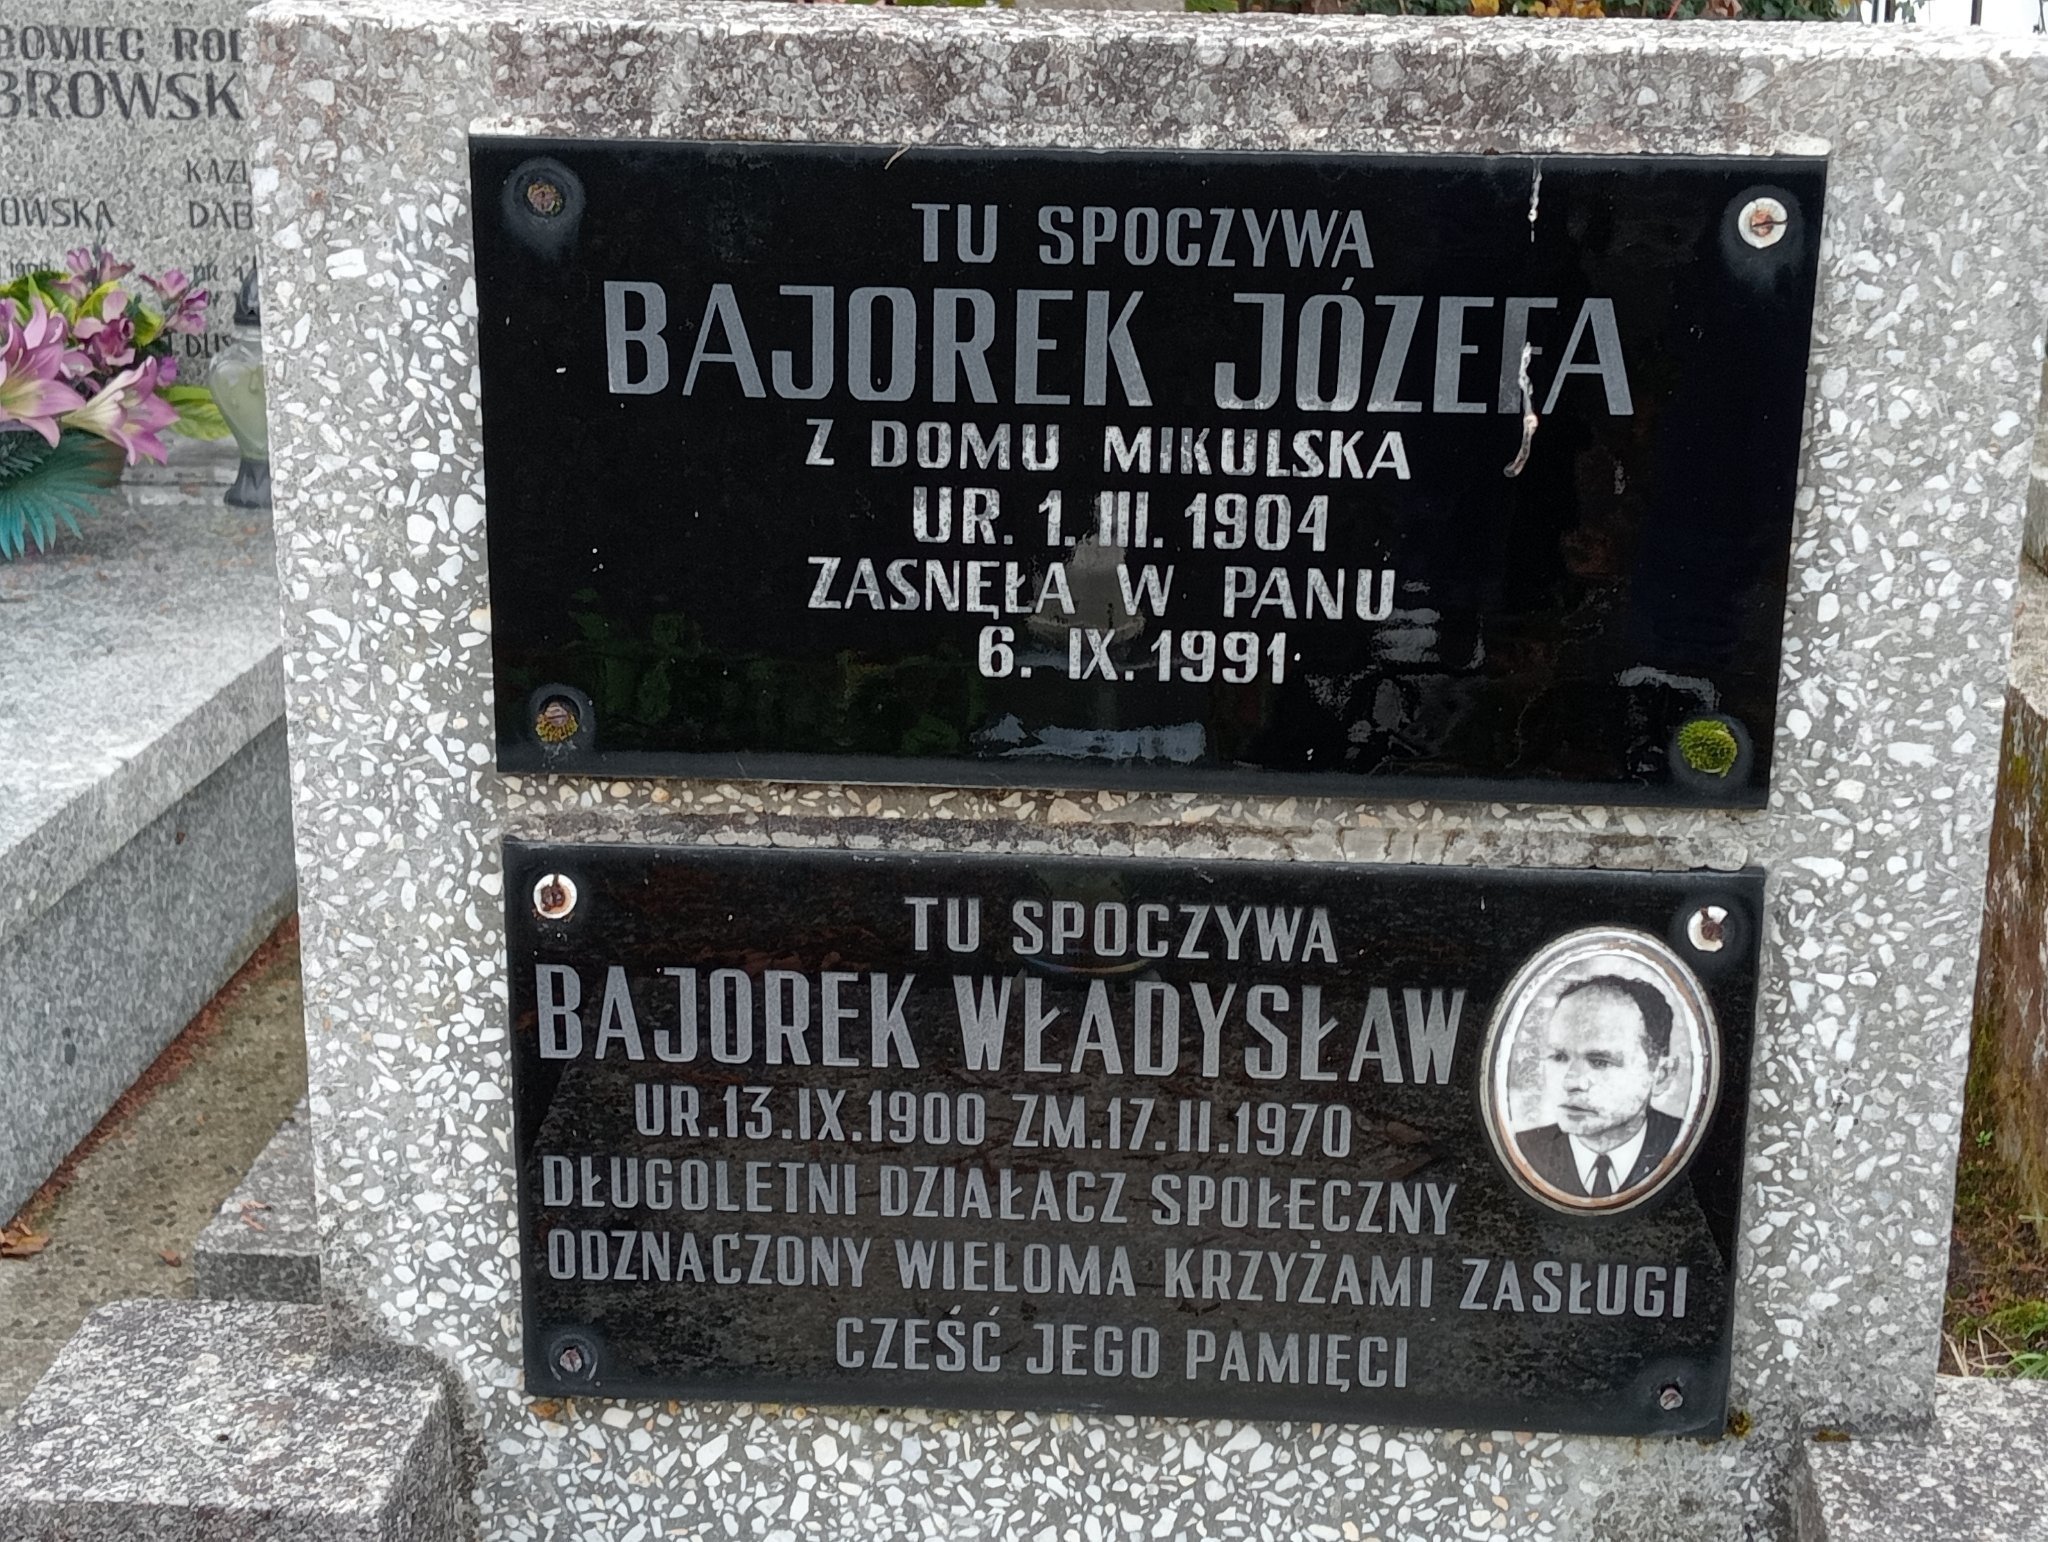 TU SPOCZYWA
BAJOREK JÓZEFA
Z DOMU MIKULSKA
UR. 1. III. 1904
ZASNĘŁA W PANU
6. IX. 1991
TU SPOCZYWA
BAJOREK WŁADYSŁAW
UR. 13. IX. 1900 ZM. 17. II. 1970
DŁUGOLETNI DZIAŁACZ SPOŁECZNY
ODZNACZONY WIELOMA KRZYŻAMI ZASŁUGI
CZEŚĆ JEGO PAMIĘCI